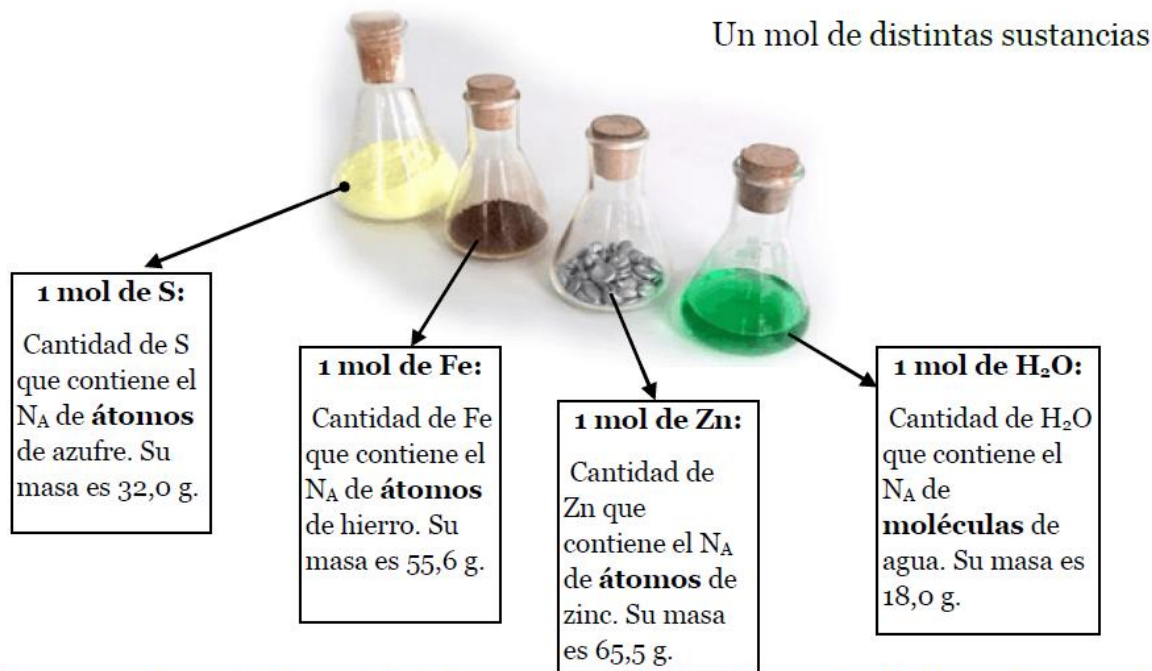 Un mol de distintas sustancias
1 mol de S:
Cantidad de S
que contiene el
Nₐ de átomos
de azufre. Su
masa es 32,0 g.
1 mol de Fe:
Cantidad de Fe
que contiene el
Nₐ de átomos
de hierro. Su
masa es 55,6 g.
1 mol de Zn:
Cantidad de
Zn que
contiene el Nₐ
de átomos de
zinc. Su masa
es 65,5 g.
1 mol de H₂O:
Cantidad de H₂O
que contiene el
Nₐ de
moléculas de
agua. Su masa es
18,0 g.